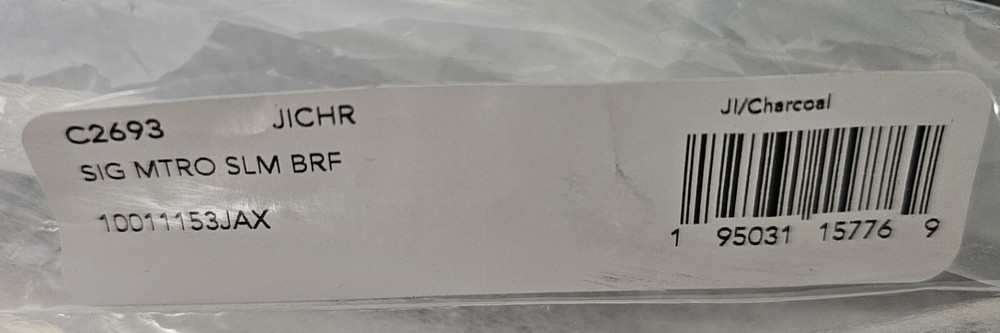 C2693 JICHR
SIG MTRO SLM BRF
10011153JAX
JI/Charcoal
1 95031 15776 9